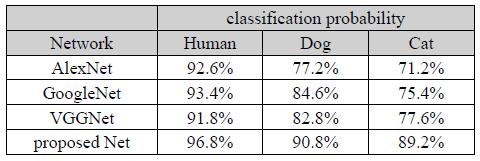 classification probability
Network Human Dog Cat
AlexNet 92.6% 77.2% 71.2%
GoogleNet 93.4% 84.6% 75.4%
VGGNet 91.8% 82.8% 77.6%
proposed Net 96.8% 90.8% 89.2%